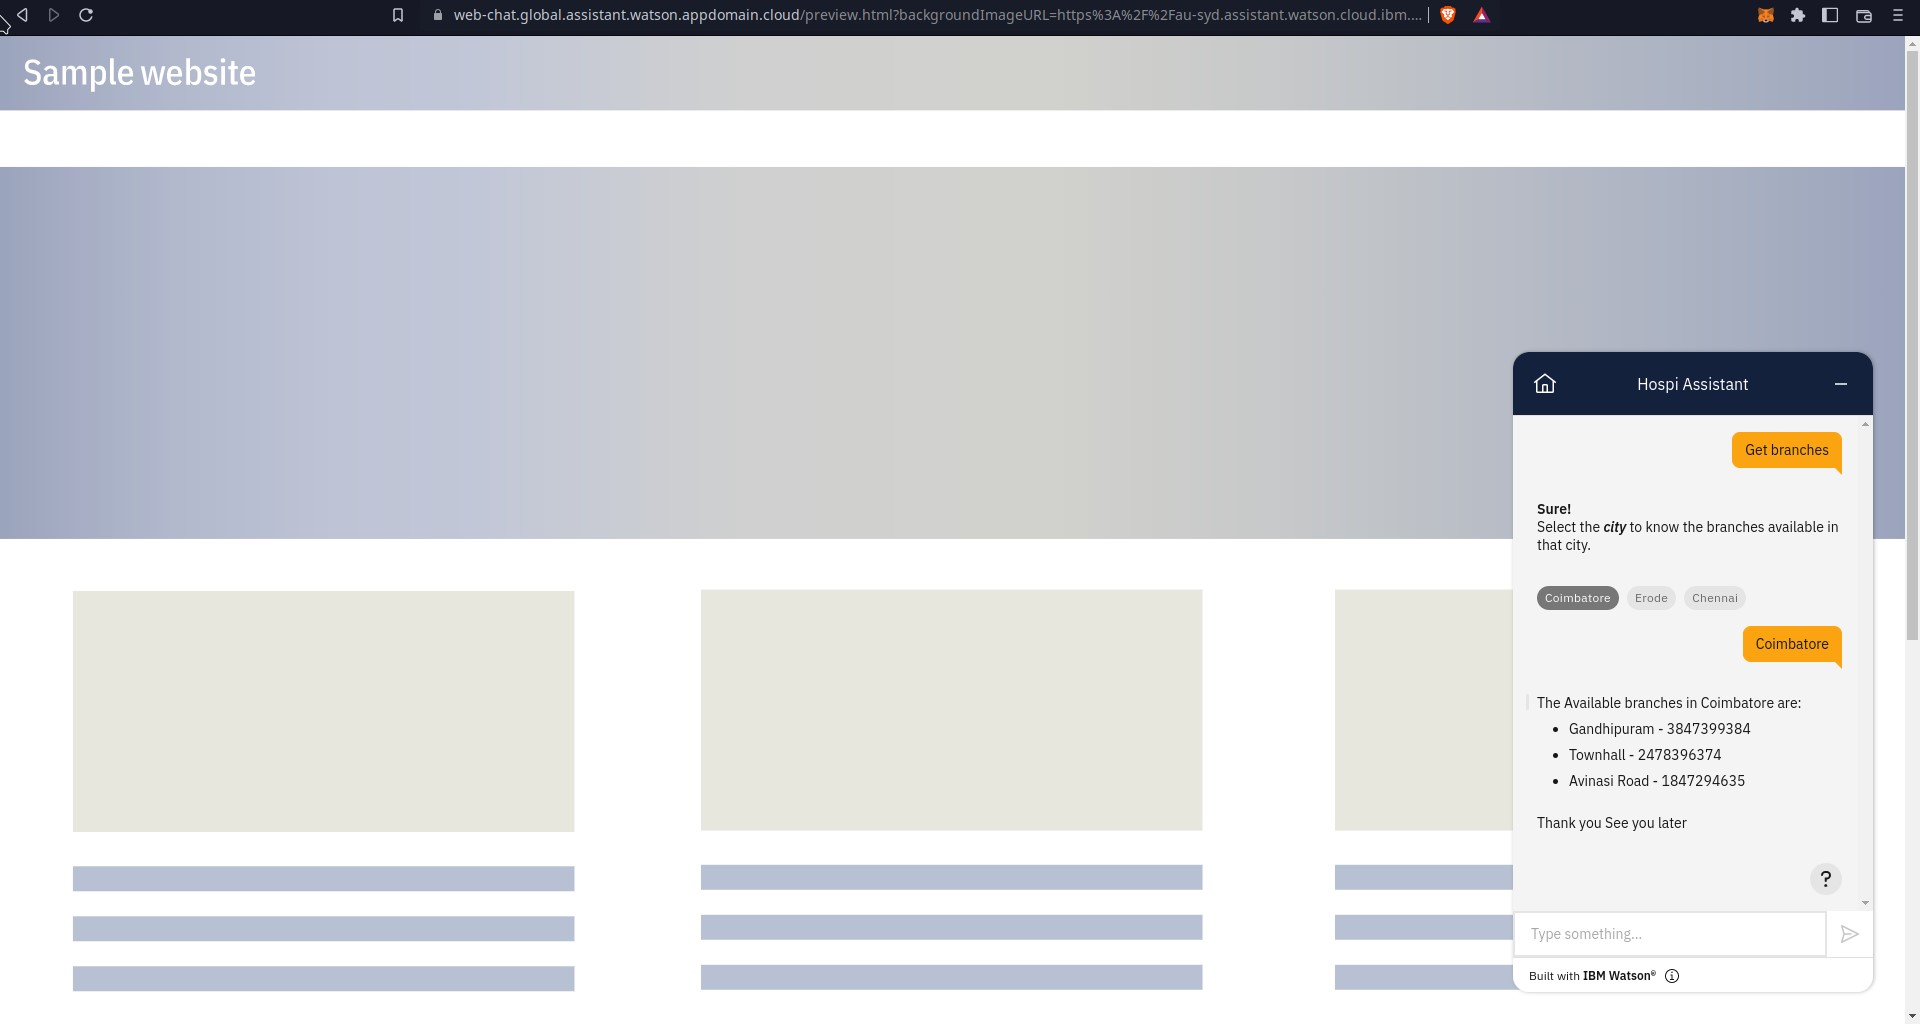 web-chat.global.assistant.watson.appdomain.cloud/preview.html?backgroundImageURL=https%3A%2F%2Fau-syd.assistant.watson.cloud.ibm....
Sample website
Hospi Assistant
Get branches
Sure!
Select the city to know the branches available in
that city.
Coimbatore Erode Chennai
Coimbatore
The Available branches in Coimbatore are:
• Gandhipuram - 3847399384
• Townhall - 2478396374
• Avinasi Road - 1847294635
Thank you See you later
?
Type something...
Built with IBM Watson®